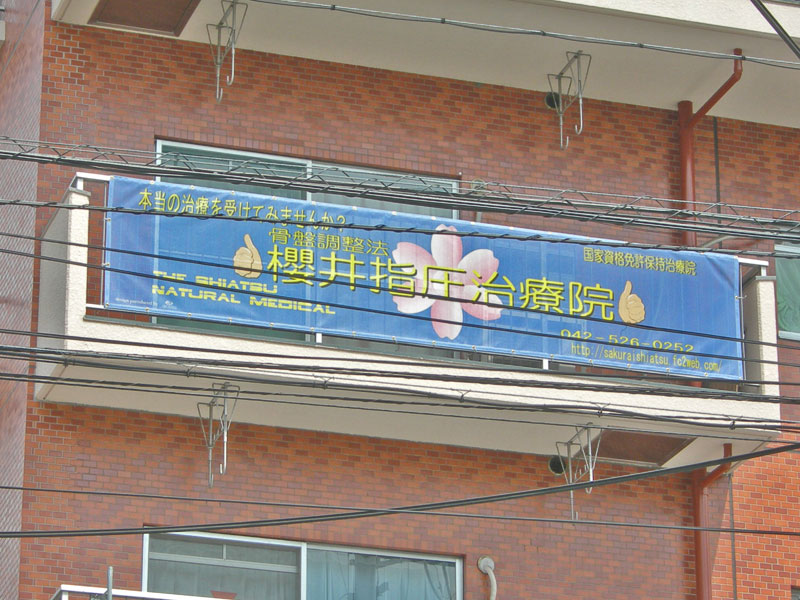 本当の治療を受けてみませんか?
骨盤調整法
国家資格免許保持治療院
櫻井指圧治療院
THE SHIATSU
NATURAL MEDICAL
042-526-0252
http://sakuraishiatsu.fc2web.com/